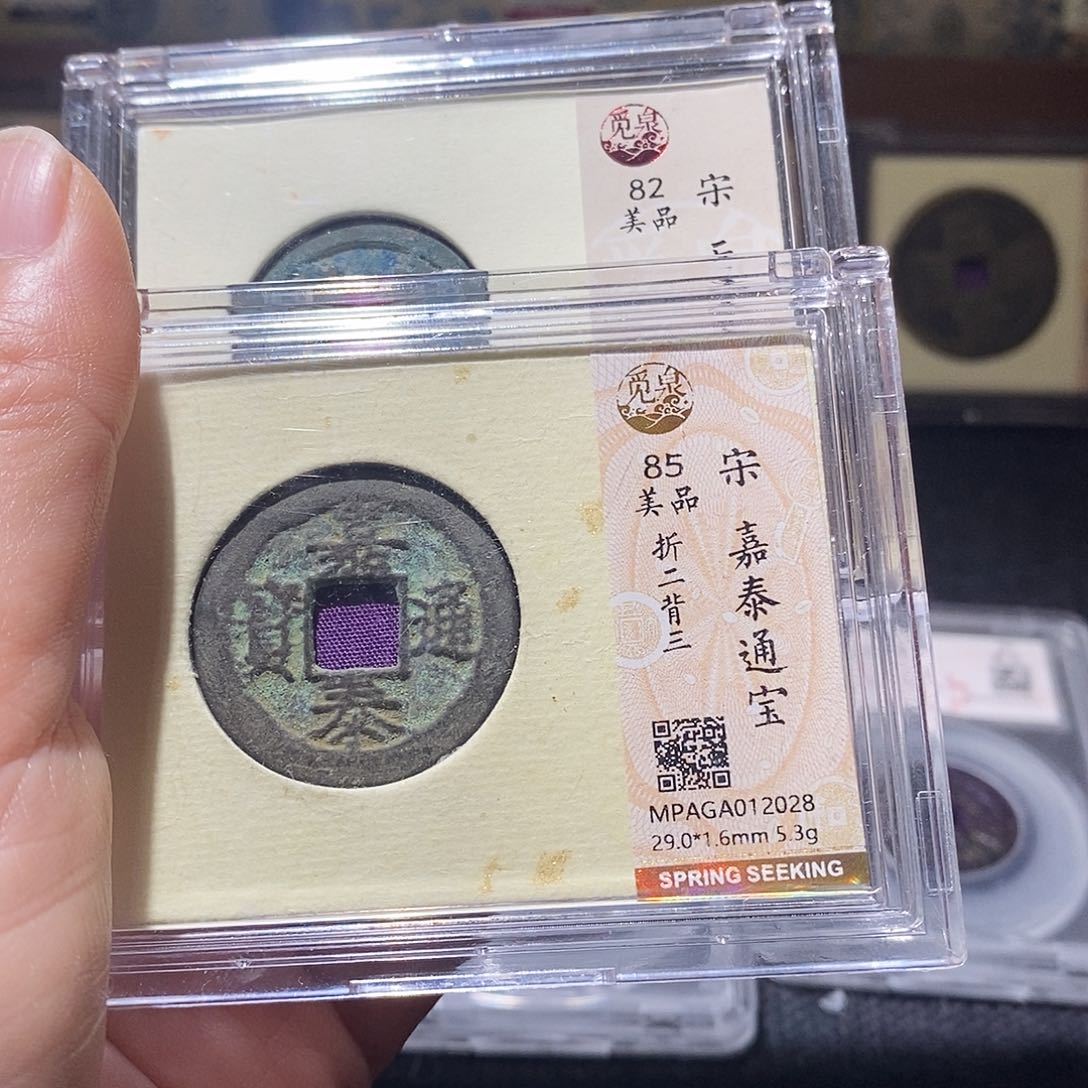 觅泉
82
美品
宋
觅泉
85
美品
折二背三
宋 嘉泰通宝
MPAGA012028
29.0*1.6mm 5.3g
SPRING SEEKING
嘉泰通寶